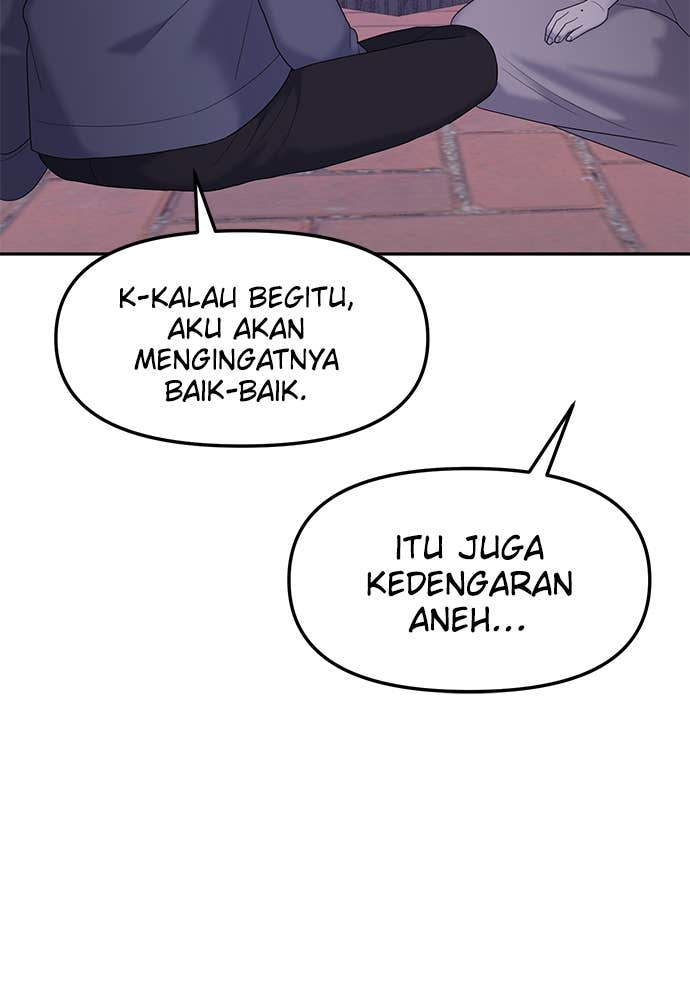 K-KALAU BEGITU,
AKU AKAN
MENGINGATNYA
BAIK-BAIK.
ITU JUGA
KEDENGARAN
ANEH...